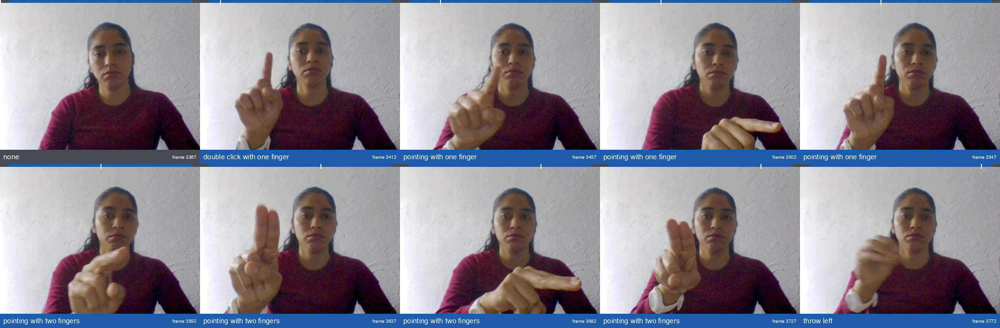 none frame 3367
double click with one finger frame 3412
pointing with one finger frame 3457
pointing with one finger frame 3502
pointing with one finger frame 3547
pointing with two fingers frame 3592
pointing with two fingers frame 3637
pointing with two fingers frame 3682
pointing with two fingers frame 3727
throw left frame 3772